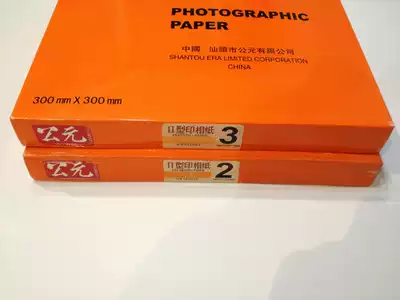 PHOTOGRAPHIC
PAPER
中國 汕頭市公元有限公司
SHANTOU ERA LIMITED CORPORATION
CHINA
300 mm X 300 mm
公元
II型印相纸
3
公元
II型印相纸
2